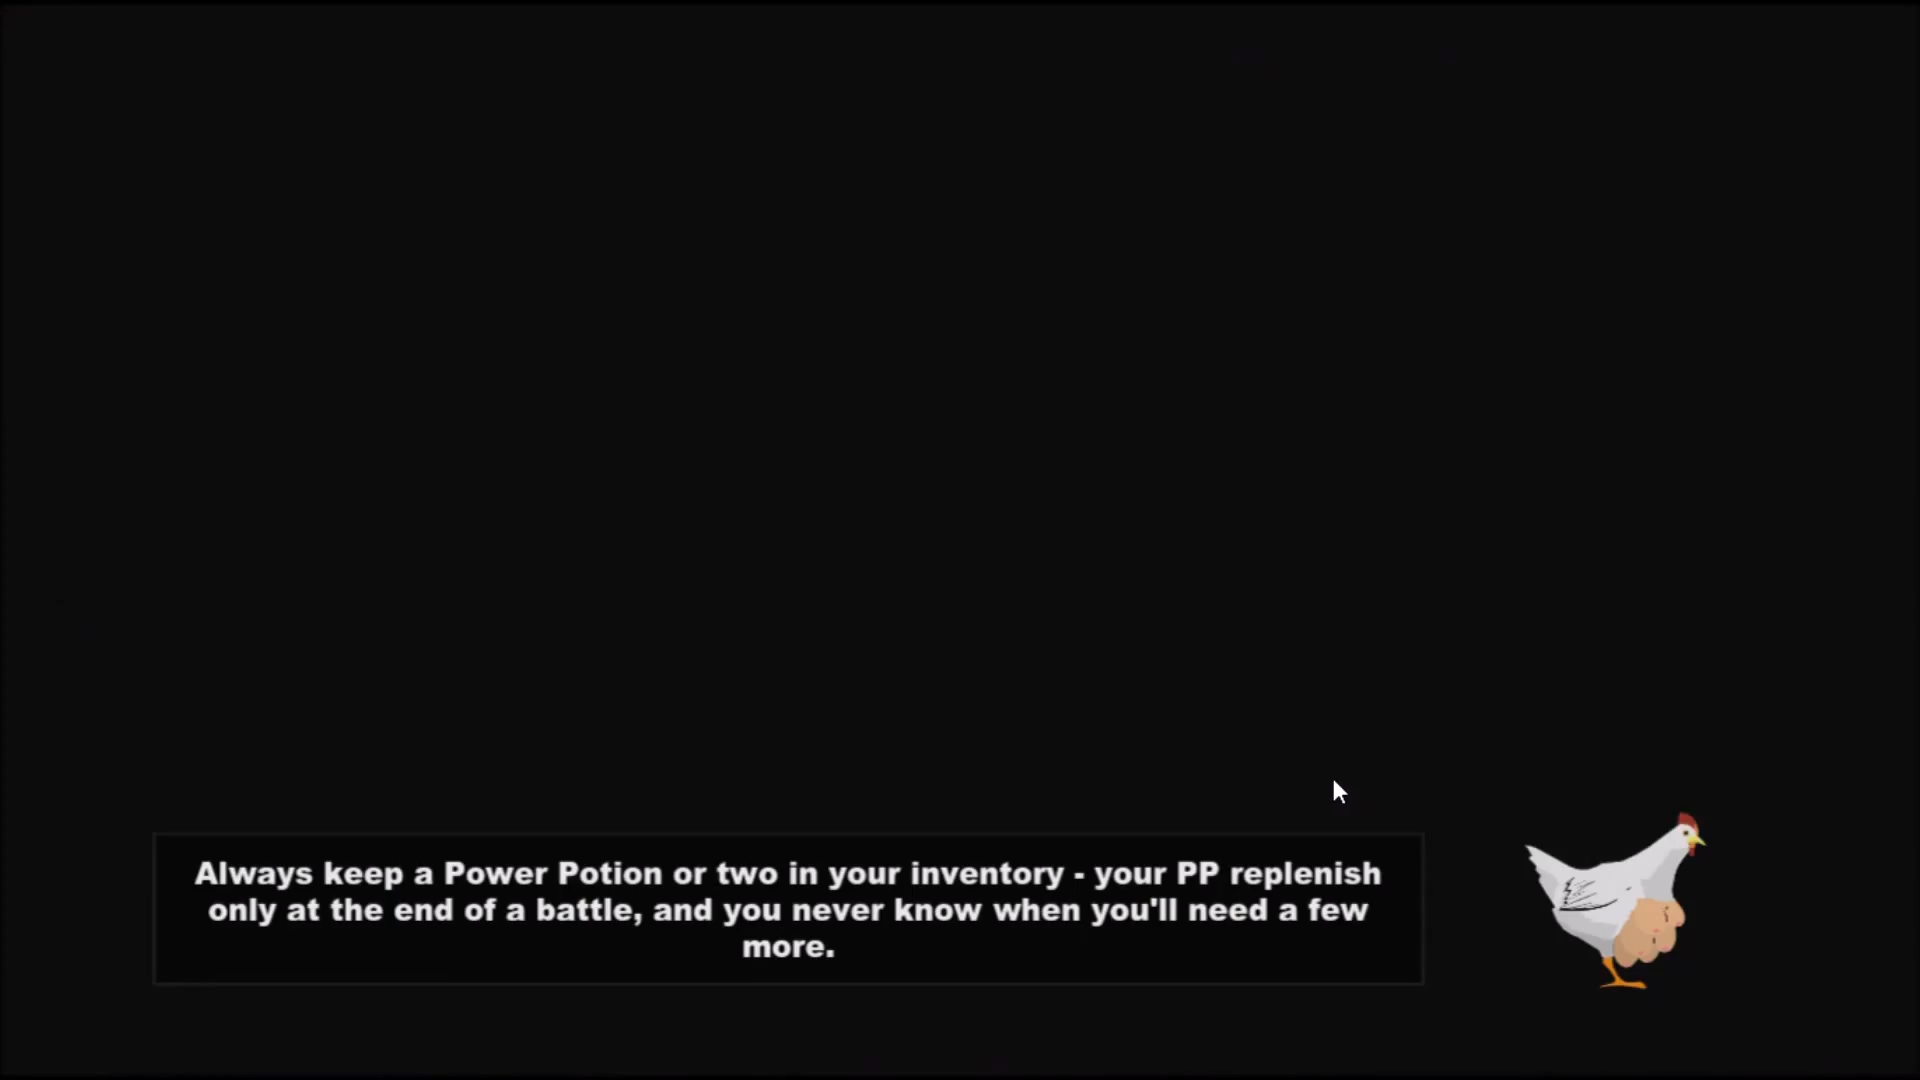 Always keep a Power Potion or two in your inventory - your PP replenish
only at the end of a battle, and you never know when you'll need a few
more.